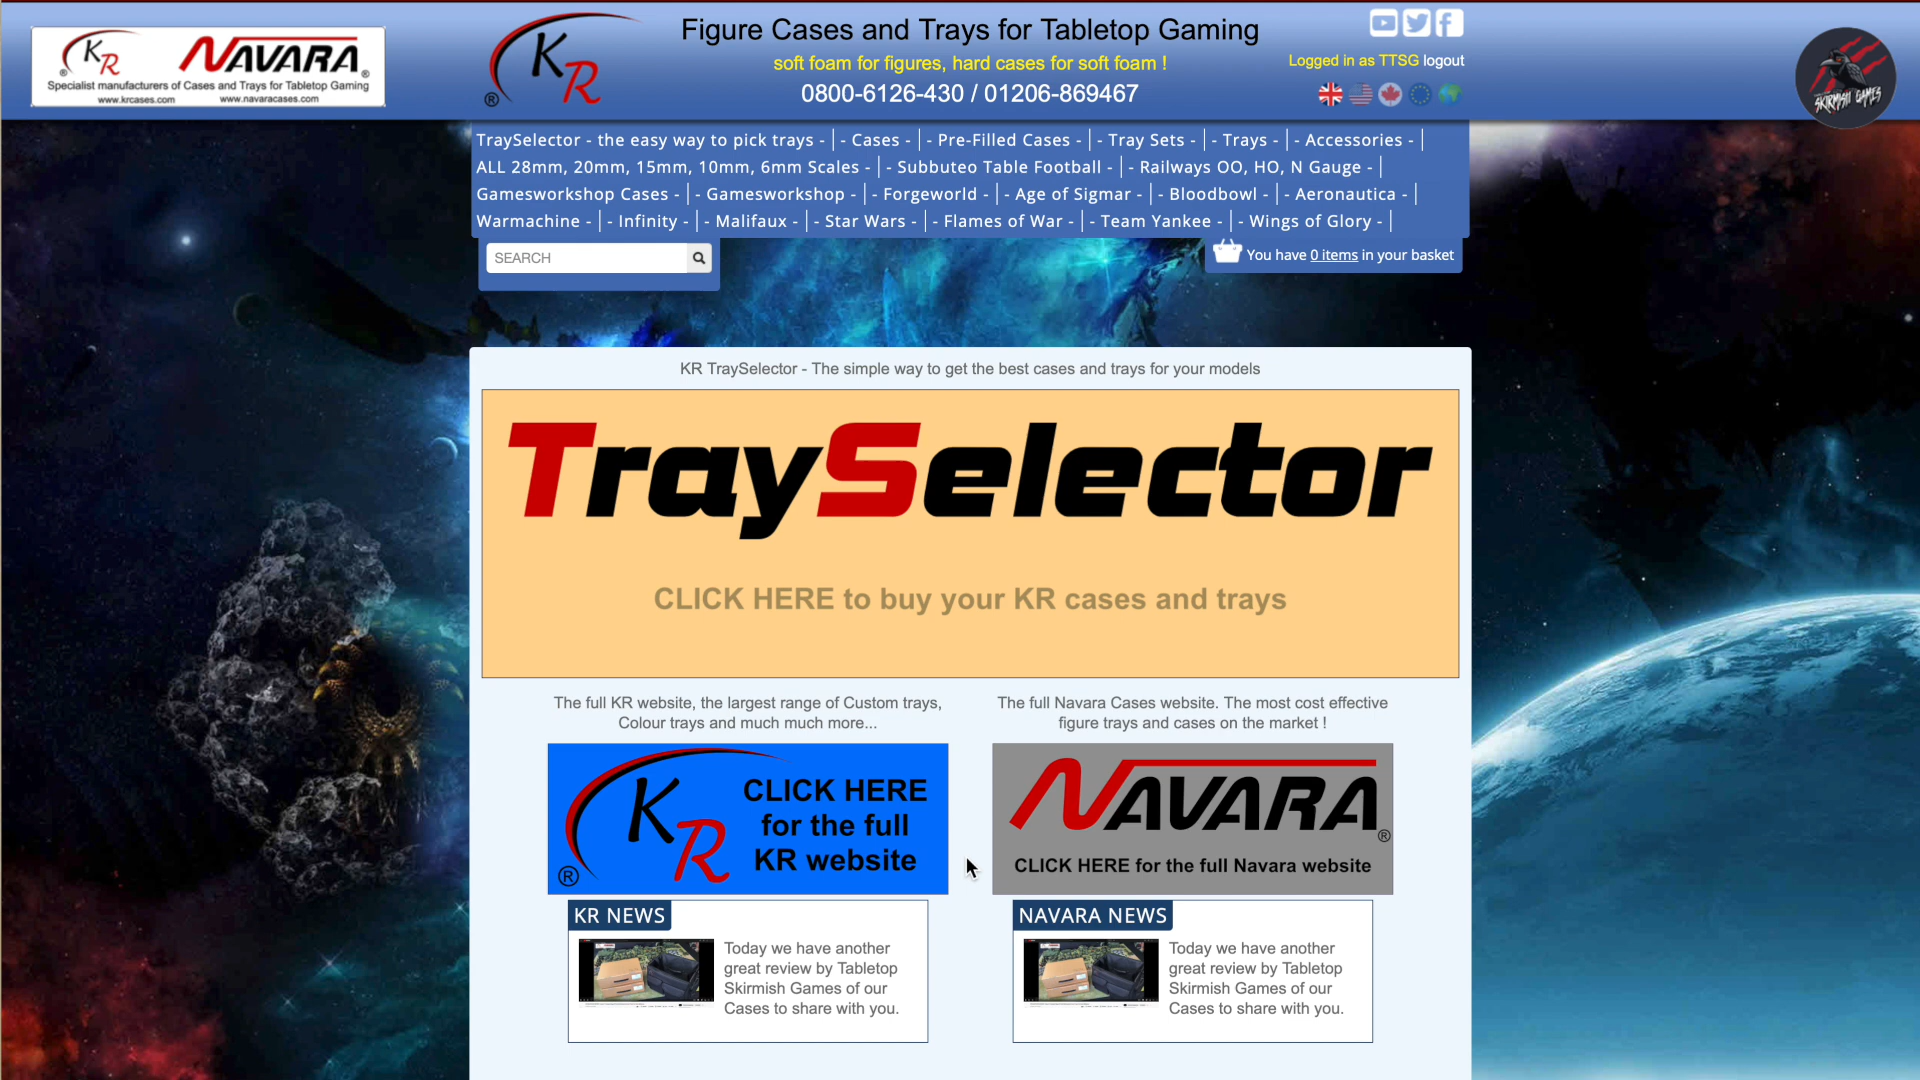 KR NAVARA
Specialist manufacturers of Cases and Trays for Tabletop Gaming
www.krcases.com www.navaracases.com
KR
Figure Cases and Trays for Tabletop Gaming
soft foam for figures, hard cases for soft foam !
0800-6126-430 / 01206-869467
Logged in as TTSG logout
SKIRMISH GAMES
TraySelector - the easy way to pick trays - | - Cases - | - Pre-Filled Cases - | - Tray Sets - | - Trays - | - Accessories - |
ALL 28mm, 20mm, 15mm, 10mm, 6mm Scales - | - Subbuteo Table Football - | - Railways OO, HO, N Gauge - |
Gamesworkshop Cases - | - Gamesworkshop - | - Forgeworld - | - Age of Sigmar - | - Bloodbowl - | - Aeronautica - |
Warmachine - | - Infinity - | - Malifaux - | - Star Wars - | - Flames of War - | - Team Yankee - | - Wings of Glory - |
SEARCH
You have 0 items in your basket
KR TraySelector - The simple way to get the best cases and trays for your models
TraySelector
CLICK HERE to buy your KR cases and trays
The full KR website, the largest range of Custom trays,
Colour trays and much much more...
KR
®
CLICK HERE
for the full
KR website
The full Navara Cases website. The most cost effective
figure trays and cases on the market !
NAVARA
®
CLICK HERE for the full Navara website
KR NEWS
Today we have another
great review by Tabletop
Skirmish Games of our
Cases to share with you.
NAVARA NEWS
Today we have another
great review by Tabletop
Skirmish Games of our
Cases to share with you.